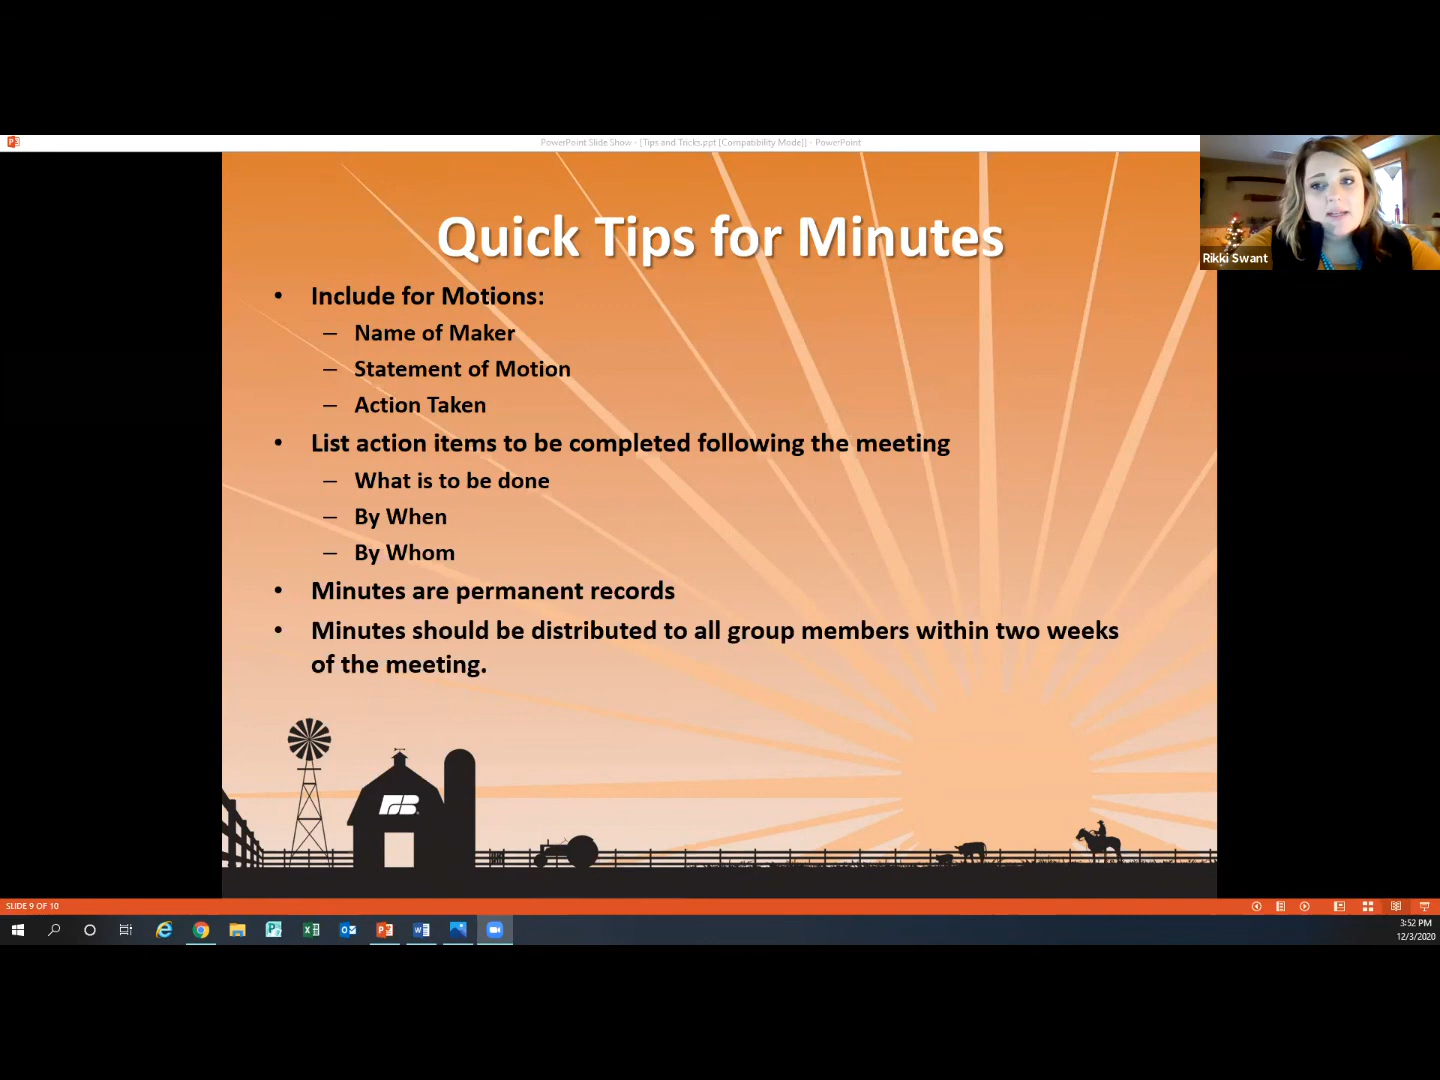 PowerPoint Slide Show - [Tips and Tricks.ppt [Compatibility Mode]] - PowerPoint
Rikki Swant
Quick Tips for Minutes
• Include for Motions:
– Name of Maker
– Statement of Motion
– Action Taken
• List action items to be completed following the meeting
– What is to be done
– By When
– By Whom
• Minutes are permanent records
• Minutes should be distributed to all group members within two weeks
of the meeting.
FB
SLIDE 9 OF 10
3:52 PM
12/3/2020